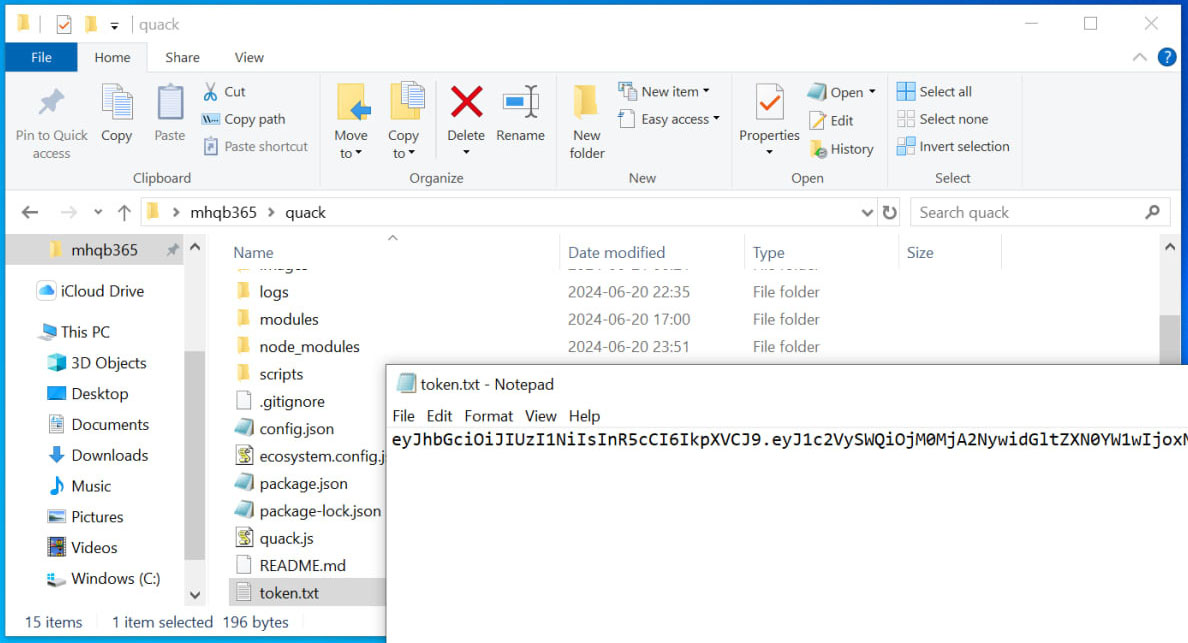 quack
File Home Share View
Pin to Quick access
Copy
Paste
Cut
Copy path
Paste shortcut
Clipboard
Move to
Copy to
Delete
Rename
Organize
New folder
New item
Easy access
New
Properties
Open
Edit
History
Open
Select all
Select none
Invert selection
Select
mhqb365 > quack
Search quack
mhqb365
iCloud Drive
This PC
3D Objects
Desktop
Documents
Downloads
Music
Pictures
Videos
Windows (C:)
Name Date modified Type Size
logs 2024-06-20 22:35 File folder
modules 2024-06-20 17:00 File folder
node_modules 2024-06-20 23:51 File folder
scripts
.gitignore
config.json
ecosystem.config.js
package.json
package-lock.json
quack.js
README.md
token.txt
token.txt - Notepad
File Edit Format View Help
eyJhbGciOiJIUzI1NiIsInR5cCI6IkpXVCJ9.eyJ1c2VySWQiOjM0MjA2NywidGltZXN0YW1wIjoxN
15 items 1 item selected 196 bytes